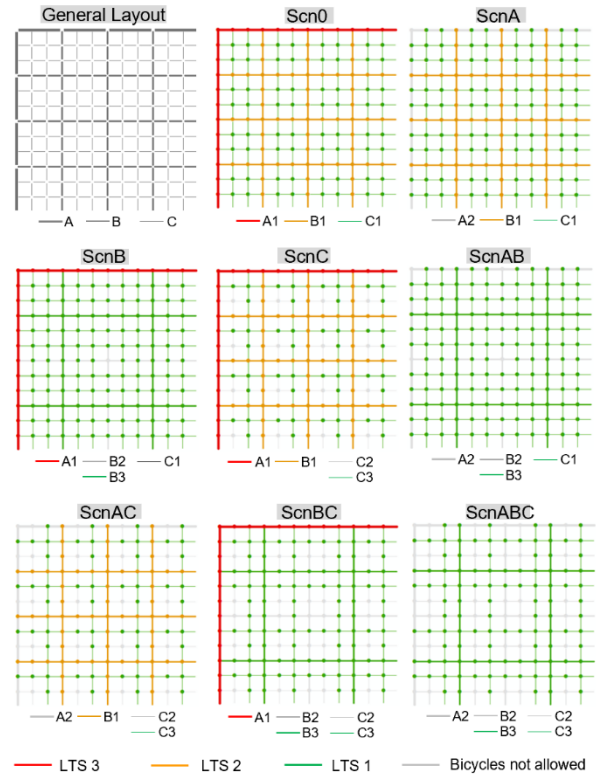 General Layout Scn0 ScnA
A B C A1 B1 C1 A2 B1 C1
ScnB ScnC ScnAB
A1 B2 C1 A1 B1 C2 A2 B2 C1
B3 C3 B3
ScnAC ScnBC ScnABC
A2 B1 C2 A1 B2 C2 A2 B2 C2
C3 B3 C3 B3 C3
LTS 3 LTS 2 LTS 1 Bicycles not allowed